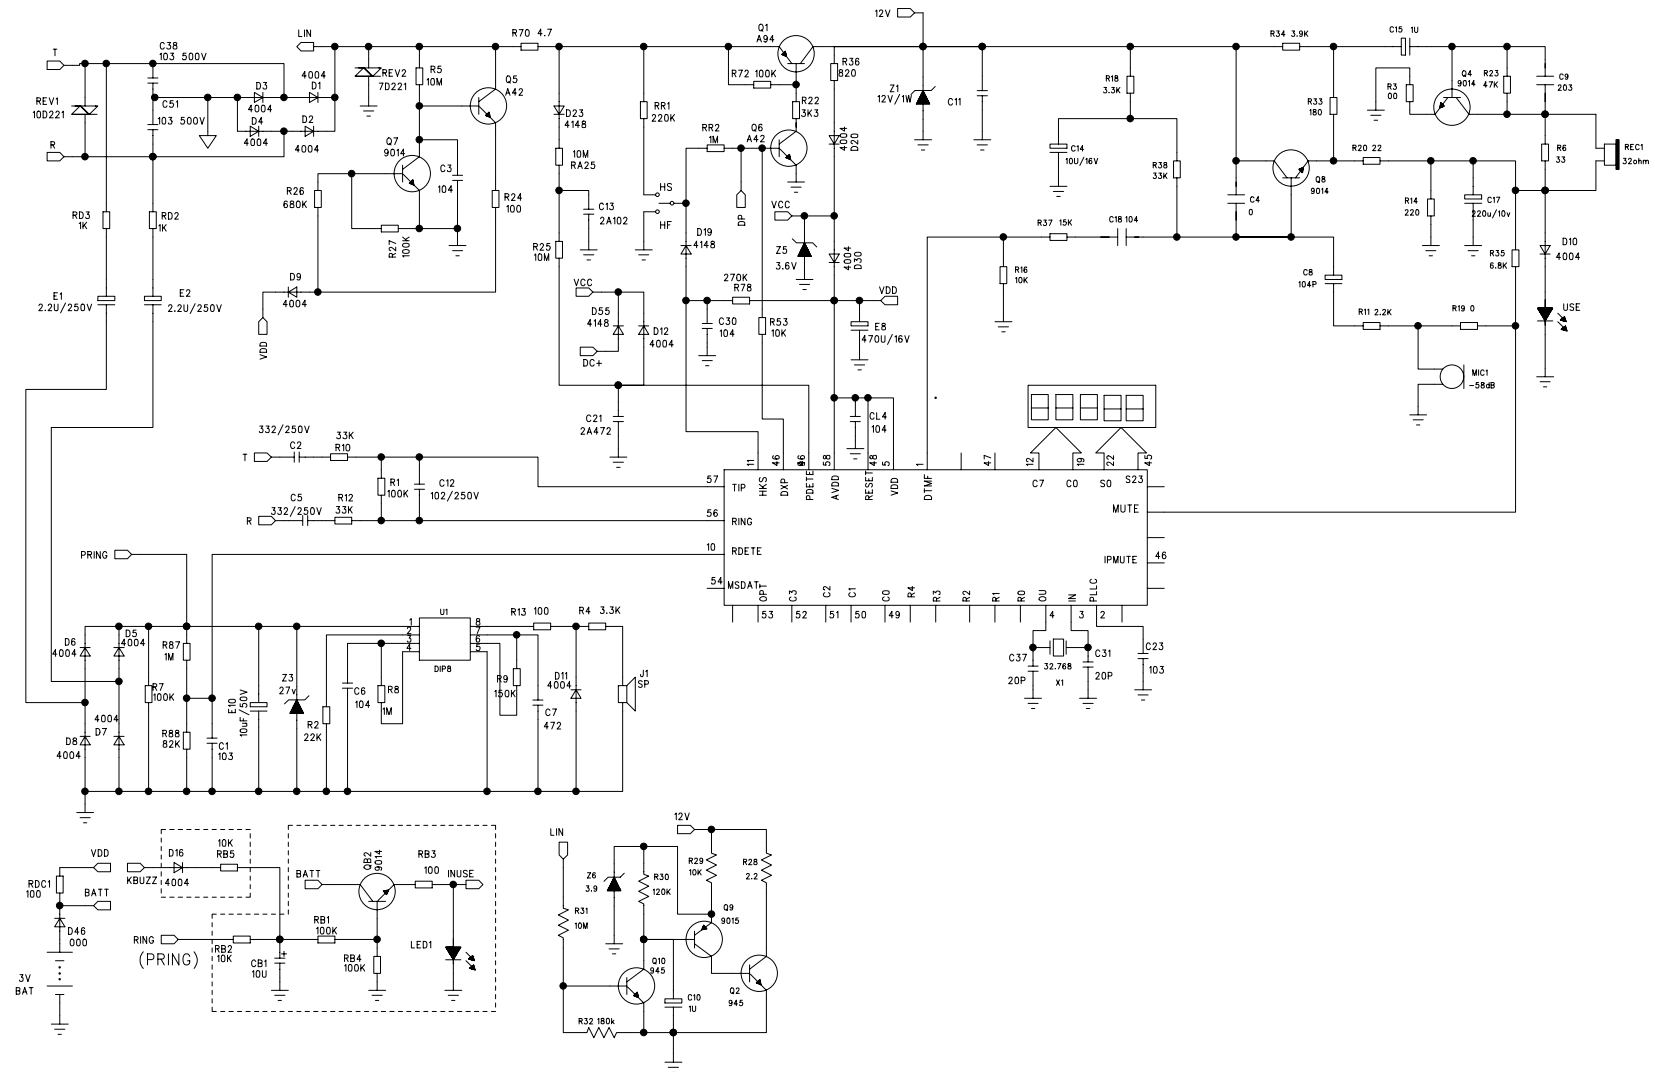 12V
LIN
R70 4.7
Q1
A94
R34 3.9K
C15 1U
T
C38
103 500V
REV2
7D221
R5
10M
Q5
A42
R72 100K
R36
820
Z1
12V/1W
C11
R18
3.3K
R3
00
Q4
9014
R23
47K
C9
203
4004
D3
D1
4004
REV1
10D221
C51
103 500V
D4
D2
4004
4004
D23
4148
RR1
220K
R22
3K3
R33
180
R
Q7
9014
C3
104
10M
RA25
RR2
1M
Q6
A42
4004
D20
C14
10U/16V
R38
33K
Q8
9014
R20 22
R6
33
REC1
32ohm
R26
680K
R24
100
C13
2A102
HS
HF
DP
VCC
C4
0
R14
220
C17
220u/10v
RD3
1K
RD2
1K
R27
100K
R25
10M
D19
4148
Z5
3.6V
4004
D30
R37 15K
C18 104
R16
10K
C8
104P
R35
6.8K
D10
4004
E1
2.2U/250V
E2
2.2U/250V
D9
4004
VDD
VCC
D55
4148
D12
4004
DC+
270K
R78
C30
104
R53
10K
VDD
E8
470U/16V
R11 2.2K
R19 0
USE
MIC1
-58dB
C21
2A472
CL4
104
332/250V
C2
33K
R10
T
R1
100K
C12
102/250V
C5
332/250V
R12
33K
R
11
46
58
48
5
1
47
12
19
22
45
57
TIP
HKS
DXP
PDETE
AVDD
RESET
VDD
DTMF
C7
C0
S0
S23
56
RING
MUTE
PRING
10
RDETE
IPMUTE
46
54
MSDAT
OPT
C3
C2
C1
C0
R4
R3
R2
R1
R0
OU
IN
PLLC
53
52
51
50
49
4
3
2
U1
R13 100
R4 3.3K
1
2
3
4
8
7
6
5
DIP8
D6
4004
D5
4004
R87
1M
R7
100K
E10
10uF/50V
Z3
27v
R2
22K
C6
104
R8
1M
R9
150K
C7
472
D11
4004
J1
SP
C37
20P
32.768
X1
C31
20P
C23
103
4004
D7
D8
4004
R88
82K
C1
103
VDD
RDC1
100
BATT
D46
000
3V
BAT
KBUZZ
D16
4004
10K
RB5
BATT
QB2
9014
RB3
100
INUSE
RING
(PRING)
RB2
10K
CB1
10U
+
RB1
100K
RB4
100K
LED1
LIN
12V
Z6
3.9
R30
120K
R29
10K
R28
2.2
R31
10M
Q9
9015
Q10
945
C10
1U
Q2
945
R32 180k